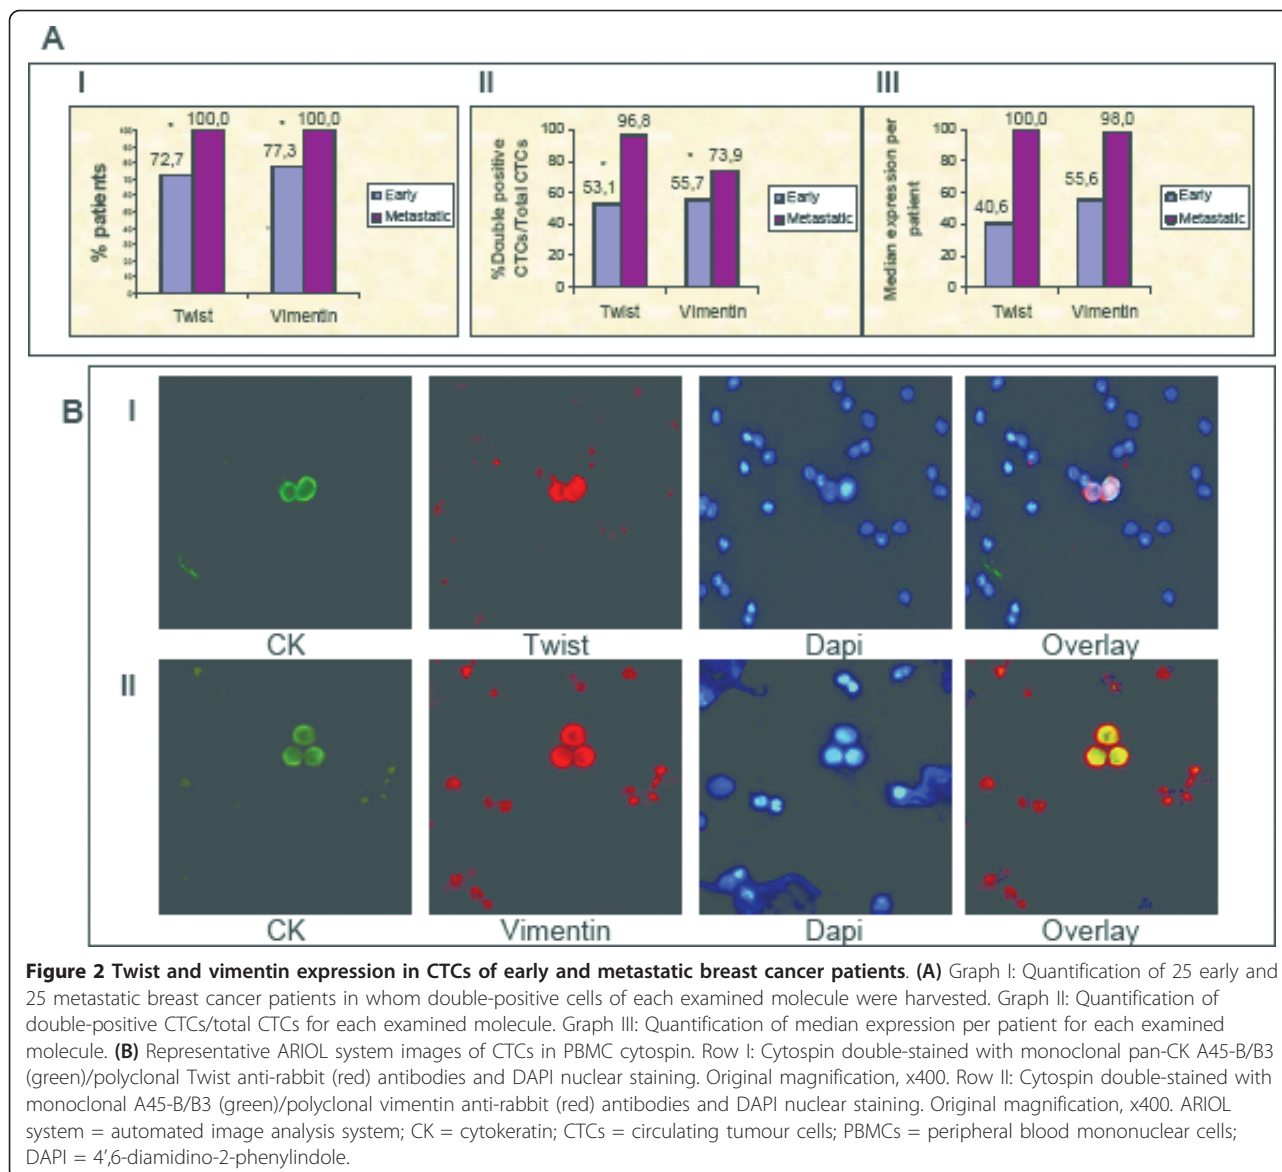 A
I
II
III
% patients
100
90
80
70
60
50
40
30
20
10
0
72,7
* 100,0
77,3
* 100,0
Twist Vimentin
Early
Metastatic
%Double positive
CTCs/Total CTCs
100
80
60
40
20
0
53,1
*
96,8
55,7
*
73,9
Twist Vimentin
Early
Metastatic
Median expression per
patient
100
80
60
40
20
0
40,6
100,0
55,6
98,0
Twist Vimentin
Early
Metastatic
B
I
CK Twist Dapi Overlay
II
CK Vimentin Dapi Overlay
Figure 2 Twist and vimentin expression in CTCs of early and metastatic breast cancer patients. (A) Graph I: Quantification of 25 early and
25 metastatic breast cancer patients in whom double-positive cells of each examined molecule were harvested. Graph II: Quantification of
double-positive CTCs/total CTCs for each examined molecule. Graph III: Quantification of median expression per patient for each examined
molecule. (B) Representative ARIOL system images of CTCs in PBMC cytospin. Row I: Cytospin double-stained with monoclonal pan-CK A45-B/B3
(green)/polyclonal Twist anti-rabbit (red) antibodies and DAPI nuclear staining. Original magnification, x400. Row II: Cytospin double-stained with
monoclonal A45-B/B3 (green)/polyclonal vimentin anti-rabbit (red) antibodies and DAPI nuclear staining. Original magnification, x400. ARIOL
system = automated image analysis system; CK = cytokeratin; CTCs = circulating tumour cells; PBMCs = peripheral blood mononuclear cells;
DAPI = 4′,6-diamidino-2-phenylindole.